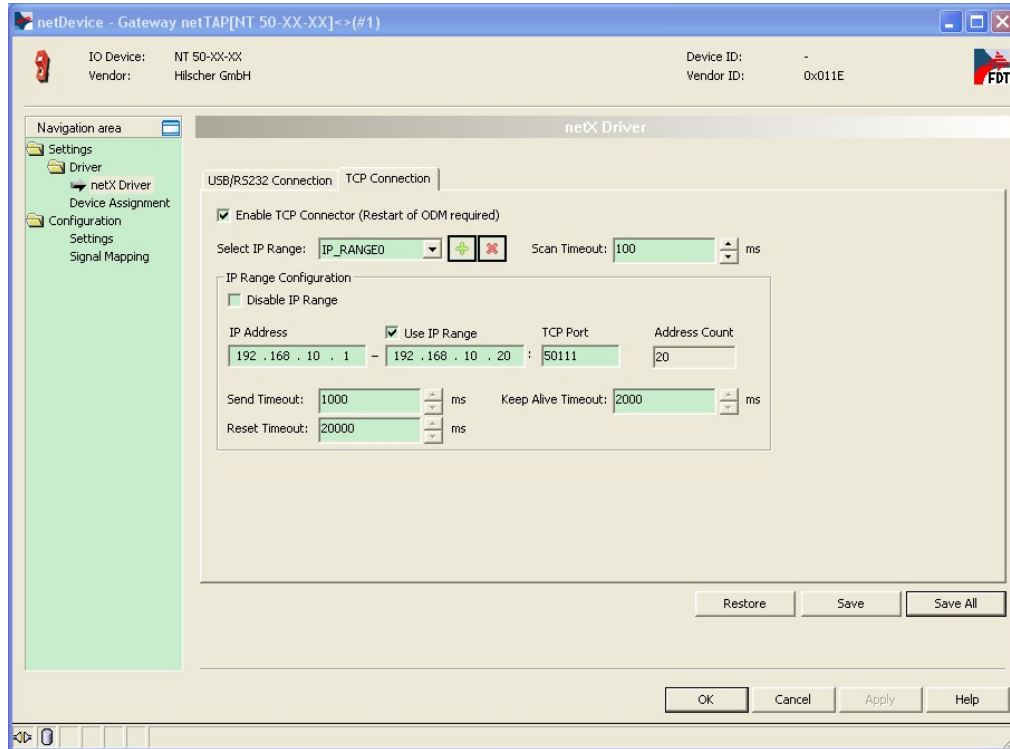 netDevice - Gateway netTAP[NT 50-XX-XX]<>(#1)
IO Device: NT 50-XX-XX Device ID: -
Vendor: Hilscher GmbH Vendor ID: 0x011E
FDT
Navigation area
netX Driver
Settings
Driver
netX Driver
Device Assignment
Configuration
Settings
Signal Mapping
USB/RS232 Connection TCP Connection
Enable TCP Connector (Restart of ODM required)
Select IP Range: IP_RANGE0 Scan Timeout: 100 ms
IP Range Configuration
Disable IP Range
IP Address Use IP Range TCP Port Address Count
192 . 168 . 10 . 1 - 192 . 168 . 10 . 20 : 50111 20
Send Timeout: 1000 ms Keep Alive Timeout: 2000 ms
Reset Timeout: 20000 ms
Restore Save Save All
OK Cancel Apply Help